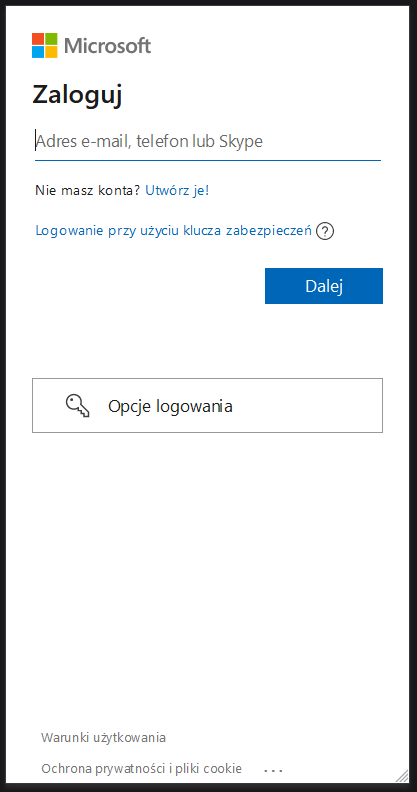 Microsoft
Zaloguj
Adres e-mail, telefon lub Skype
Nie masz konta? Utwórz je!
Logowanie przy użyciu klucza zabezpieczeń ?
Dalej
Opcje logowania
Warunki użytkowania
Ochrona prywatności i pliki cookie ...